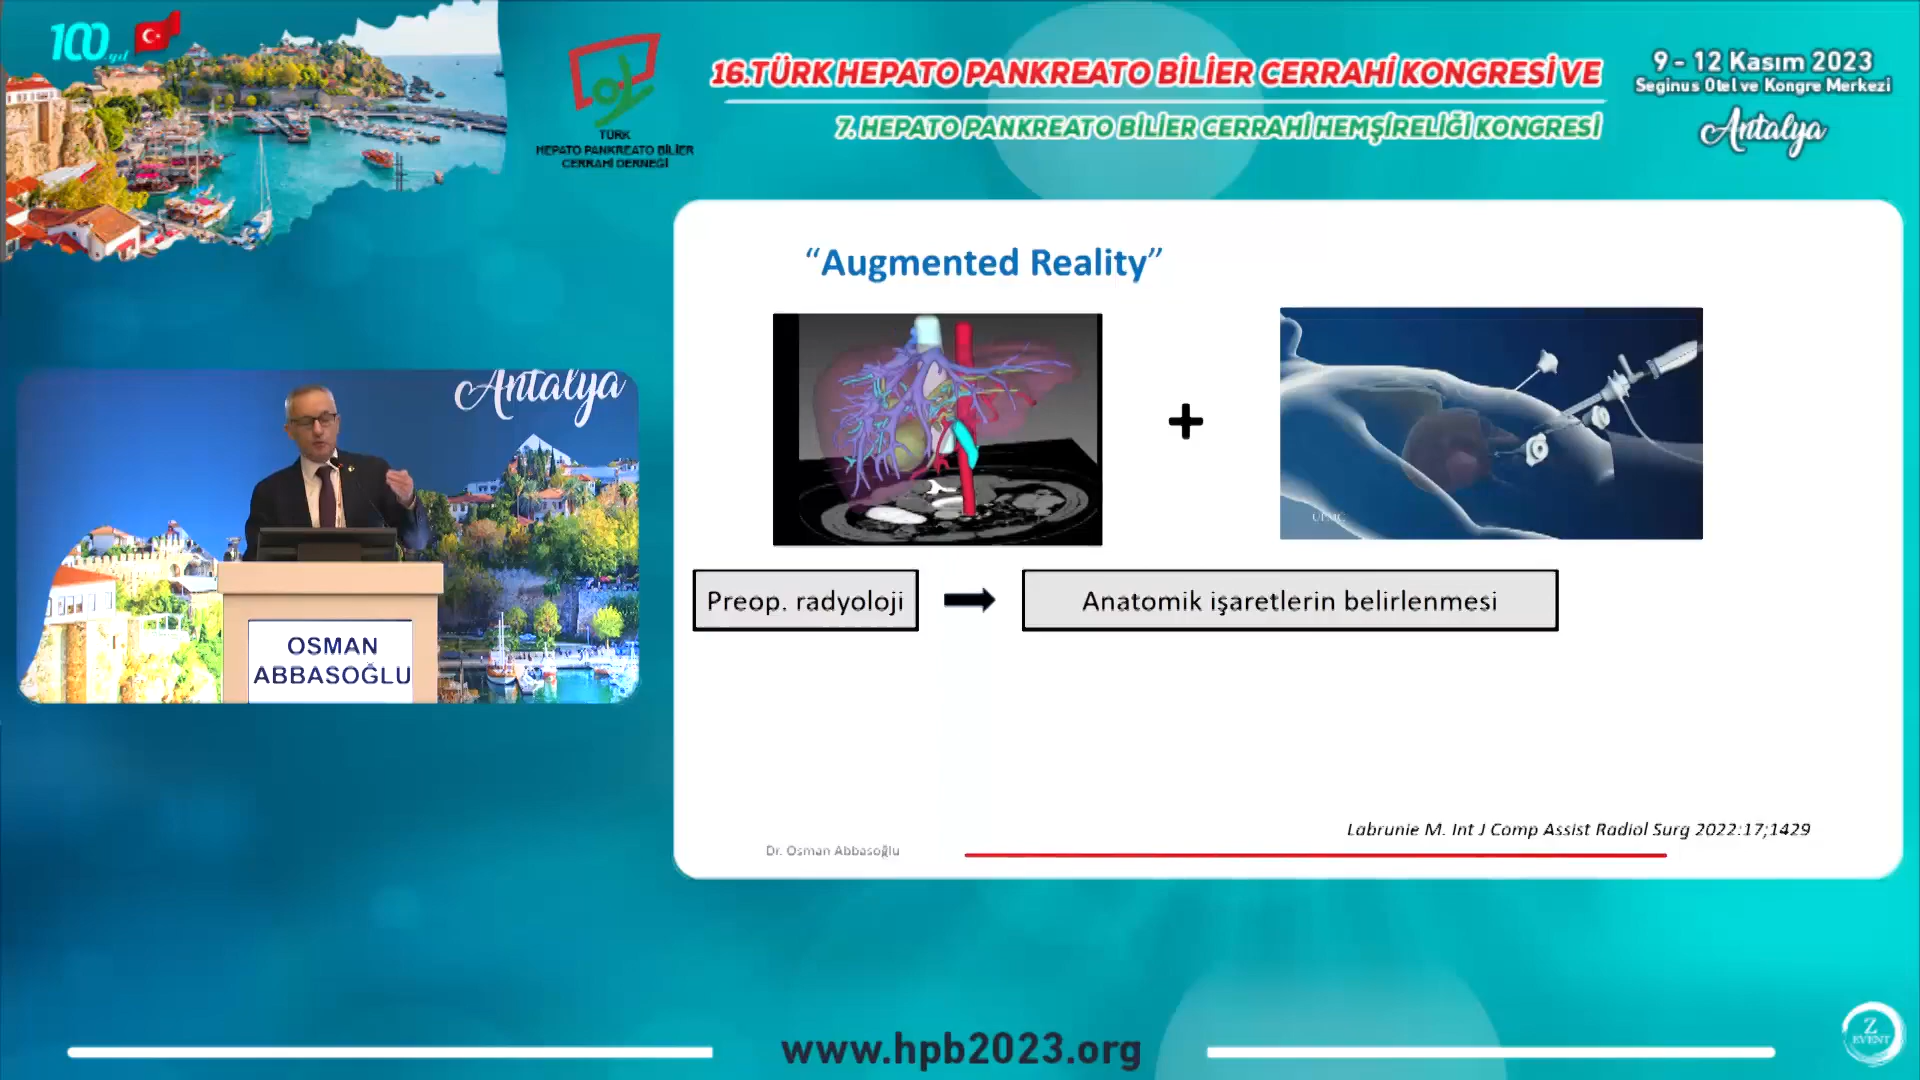 100.yıl
TÜRK
HEPATO PANKREATO BİLİER
CERRAHİ DERNEĞİ
16.TÜRK HEPATO PANKREATO BİLİER CERRAHİ KONGRESİ VE
7. HEPATO PANKREATO BİLİER CERRAHİ HEMŞİRELİĞİ KONGRESİ
9 - 12 Kasım 2023
Seginus Otel ve Kongre Merkezi
Antalya
Antalya
OSMAN
ABBASOĞLU
“Augmented Reality”
+
UPMC
Preop. radyoloji
Anatomik işaretlerin belirlenmesi
Labrunie M. Int J Comp Assist Radiol Surg 2022:17;1429
Dr. Osman Abbasoğlu
www.hpb2023.org
Z
EVENT